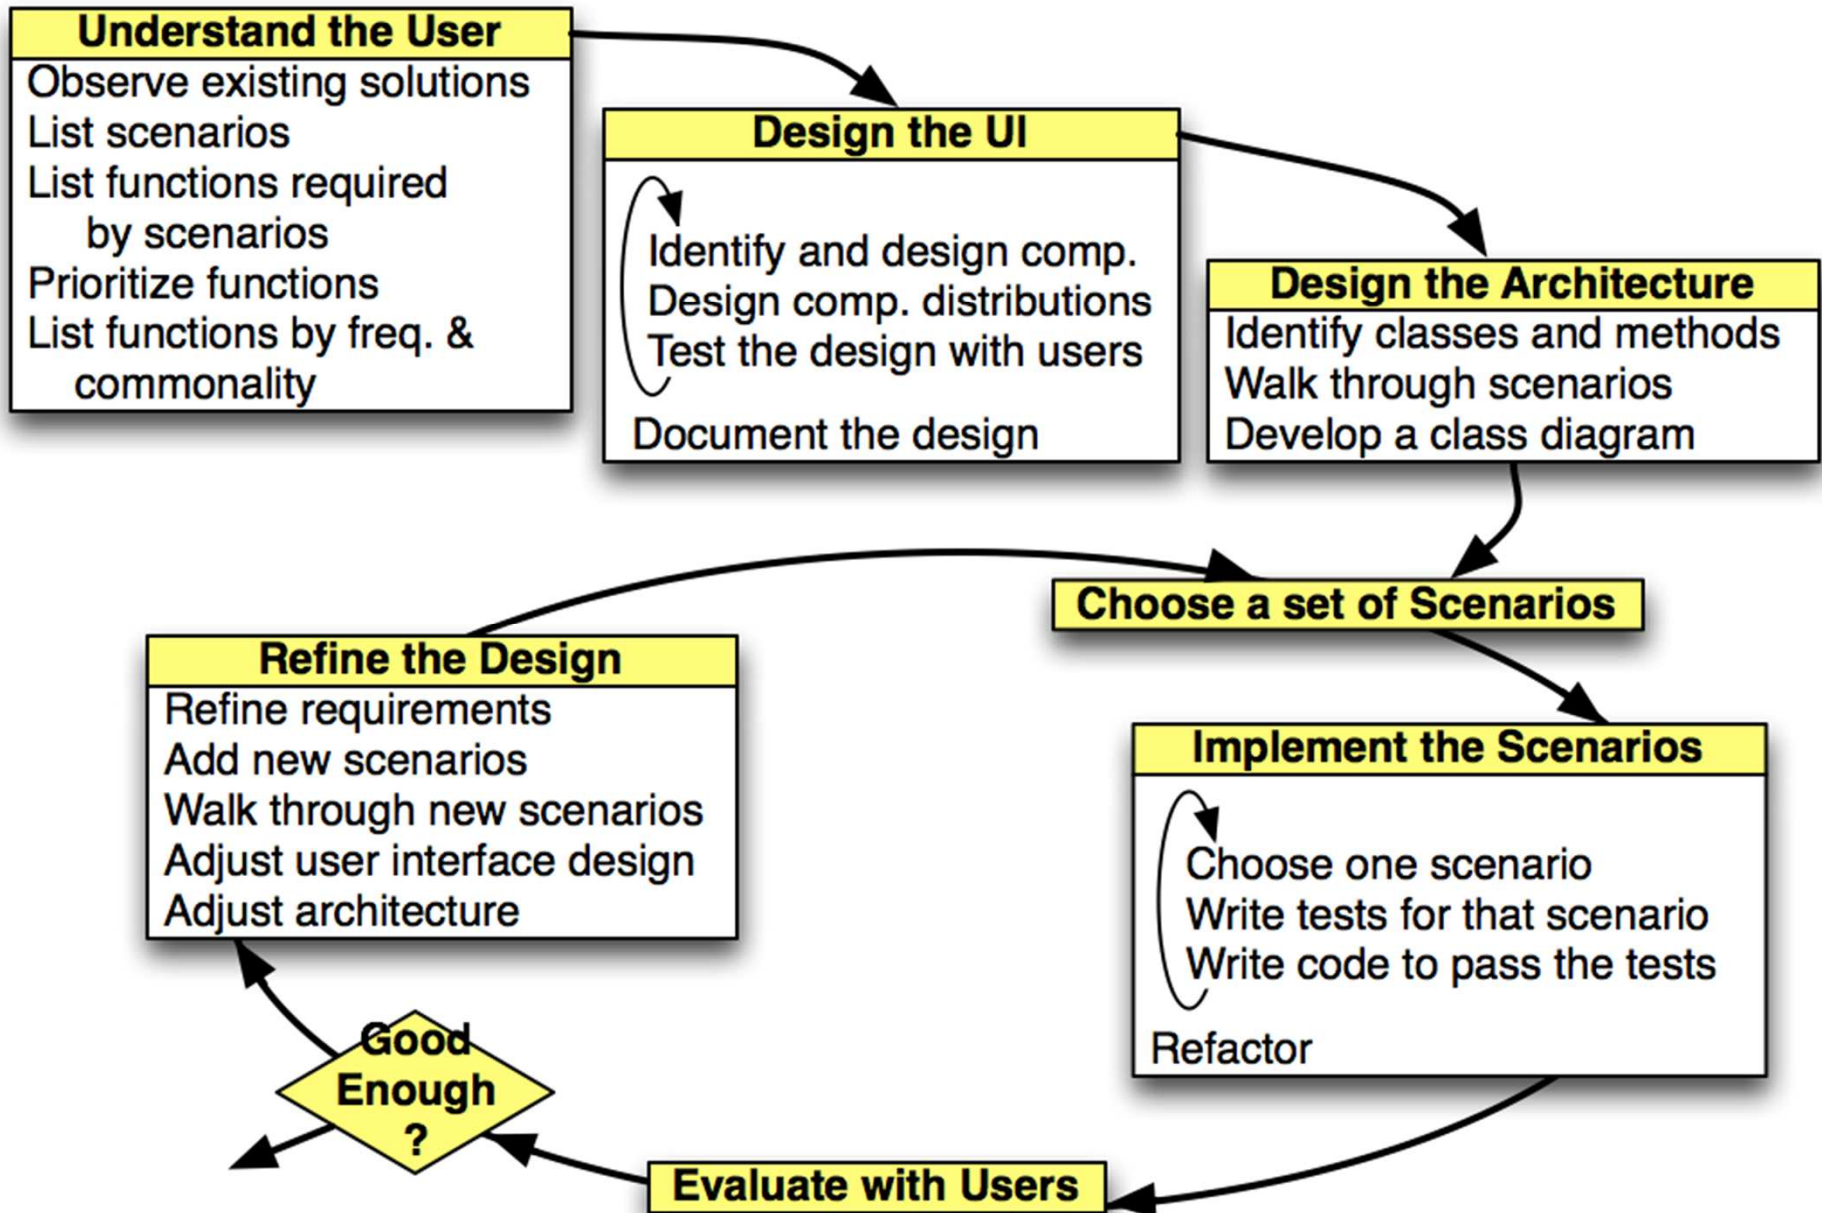 Understand the User
Observe existing solutions
List scenarios
List functions required
by scenarios
Prioritize functions
List functions by freq. &
commonality
Design the UI
Identify and design comp.
Design comp. distributions
Test the design with users
Document the design
Design the Architecture
Identify classes and methods
Walk through scenarios
Develop a class diagram
Choose a set of Scenarios
Implement the Scenarios
Choose one scenario
Write tests for that scenario
Write code to pass the tests
Refactor
Evaluate with Users
Good
Enough
?
Refine the Design
Refine requirements
Add new scenarios
Walk through new scenarios
Adjust user interface design
Adjust architecture